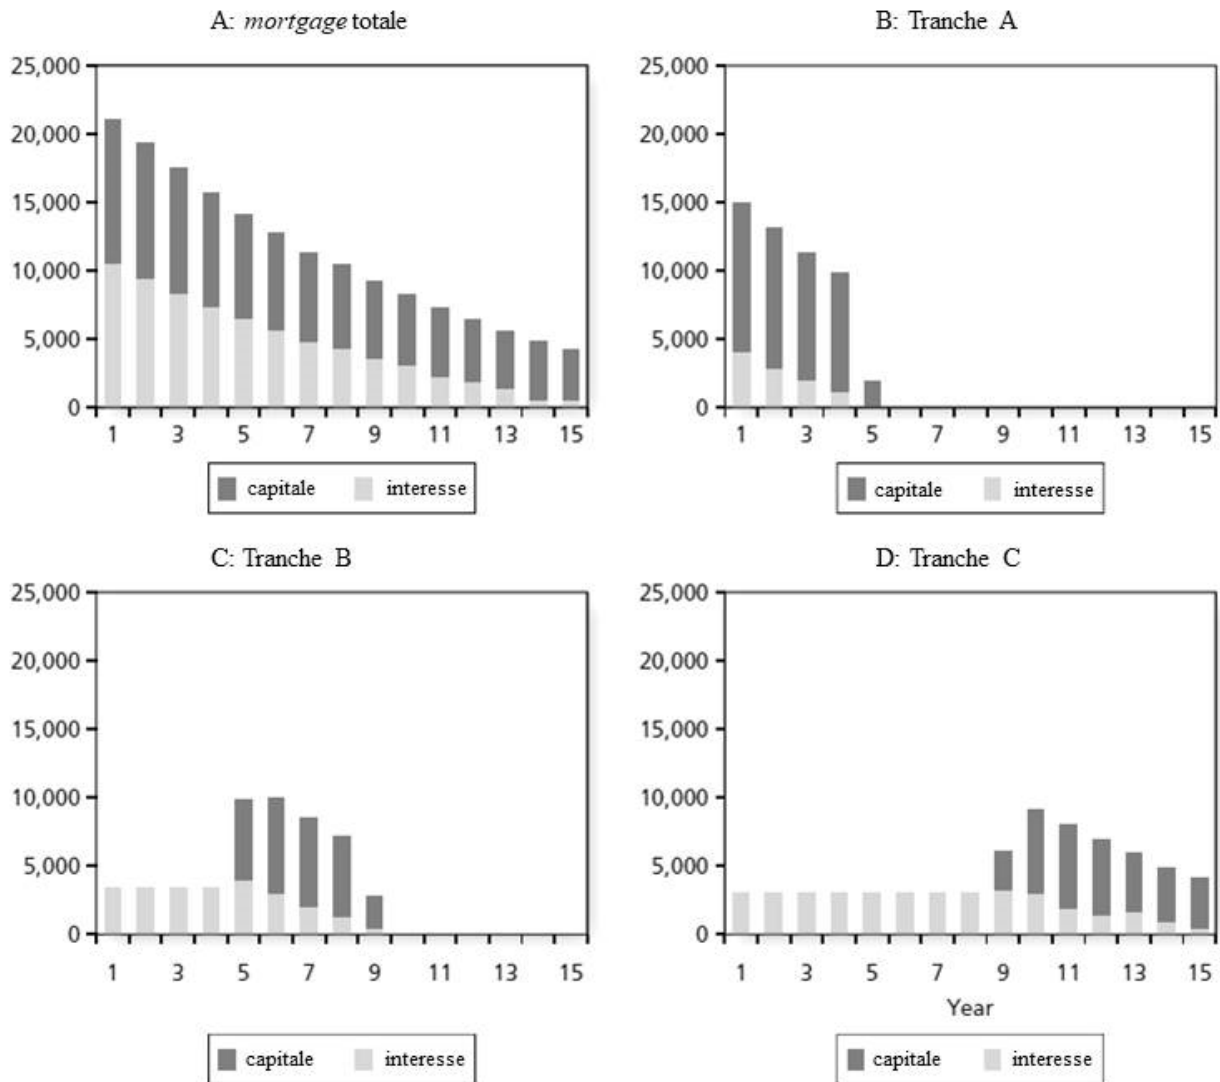 A: mortgage totale
25,000
20,000
15,000
10,000
5,000
0
1 3 5 7 9 11 13 15
capitale interesse
B: Tranche A
25,000
20,000
15,000
10,000
5,000
0
1 3 5 7 9 11 13 15
capitale interesse
C: Tranche B
25,000
20,000
15,000
10,000
5,000
0
1 3 5 7 9 11 13 15
capitale interesse
D: Tranche C
25,000
20,000
15,000
10,000
5,000
0
1 3 5 7 9 11 13 15
Year
capitale interesse